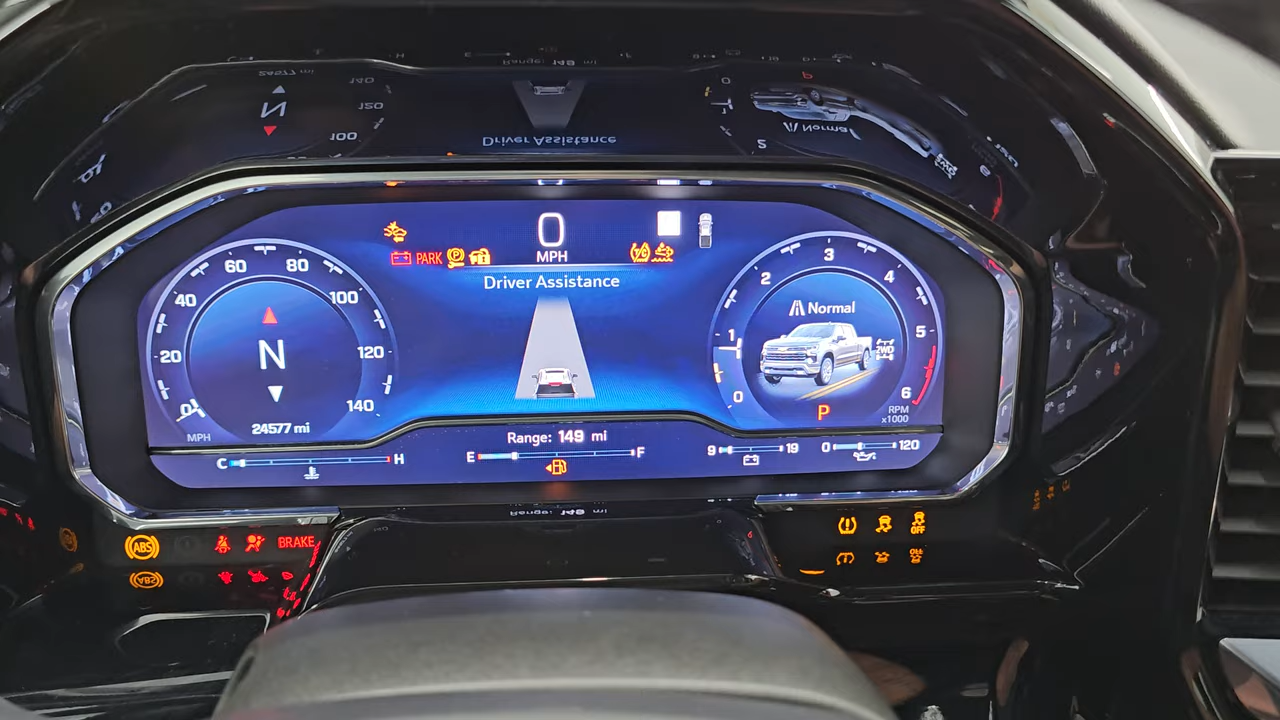 0
MPH
PARK
Driver Assistance
0 20 40 60 80 100 120 140
N
MPH
24577 mi
0 1 2 3 4 5 6
Normal
2WD
P
RPM
x1000
Range: 149 mi
C H
E F
9 19
0 120
ABS
BRAKE
OFF